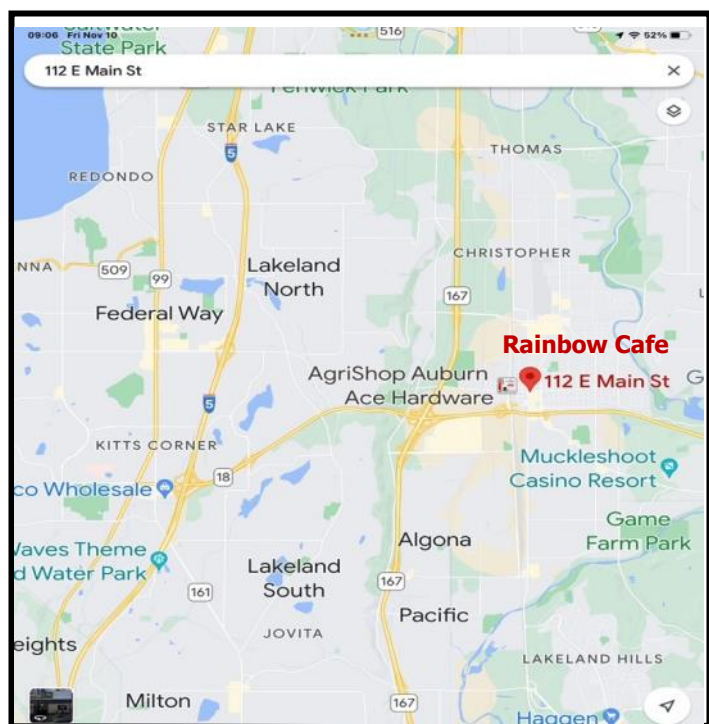 Saltwater
State Park
09:06 Fri Nov 10
516
52%
112 E Main St
Fenwick Park
STAR LAKE
5
THOMAS
REDONDO
CHRISTOPHER
NNA
509
99
Lakeland
North
167
Federal Way
Rainbow Cafe
AgriShop Auburn
Ace Hardware
112 E Main St
G
5
KITTS CORNER
18
Muckleshoot
Casino Resort
co Wholesale
Game
Farm Park
Waves Theme
d Water Park
Algona
Lakeland
South
161
167
Pacific
JOVITA
eights
LAKELAND HILLS
Milton
167
Haggen